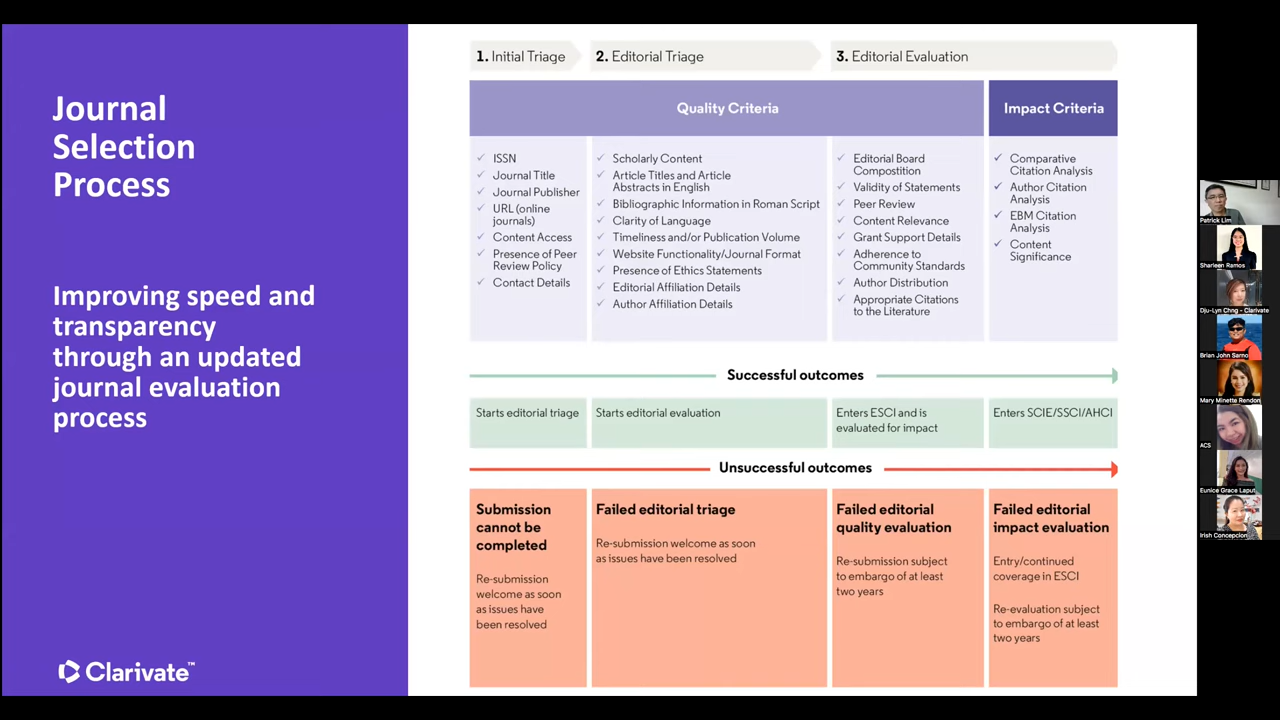 Journal
Selection
Process
Improving speed and
transparency
through an updated
journal evaluation
process
Clarivate™
1. Initial Triage
2. Editorial Triage
3. Editorial Evaluation
Quality Criteria
Impact Criteria
ISSN
Journal Title
Journal Publisher
URL (online
journals)
Content Access
Presence of Peer
Review Policy
Contact Details
Scholarly Content
Article Titles and Article
Abstracts in English
Bibliographic Information in Roman Script
Clarity of Language
Timeliness and/or Publication Volume
Website Functionality/Journal Format
Presence of Ethics Statements
Editorial Affiliation Details
Author Affiliation Details
Editorial Board
Compostition
Validity of Statements
Peer Review
Content Relevance
Grant Support Details
Adherence to
Community Standards
Author Distribution
Appropriate Citations
to the Literature
Comparative
Citation Analysis
Author Citation
Analysis
EBM Citation
Analysis
Content
Significance
Successful outcomes
Starts editorial triage
Starts editorial evaluation
Enters ESCI and is
evaluated for impact
Enters SCIE/SSCI/AHCI
Unsuccessful outcomes
Submission
cannot be
completed
Re-submission
welcome as soon
as issues have
been resolved
Failed editorial triage
Re-submission welcome as soon
as issues have been resolved
Failed editorial
quality evaluation
Re-submission subject
to embargo of at least
two years
Failed editorial
impact evaluation
Entry/continued
coverage in ESCI
Re-evaluation subject
to embargo of at least
two years
Patrick Lim
Sharleen Ramos
Dju-Lyn Chng - Clarivate
Brian John Sarno
Mary Minette Rendon
ACS
Eunice Grace Laput
Irish Concepcion